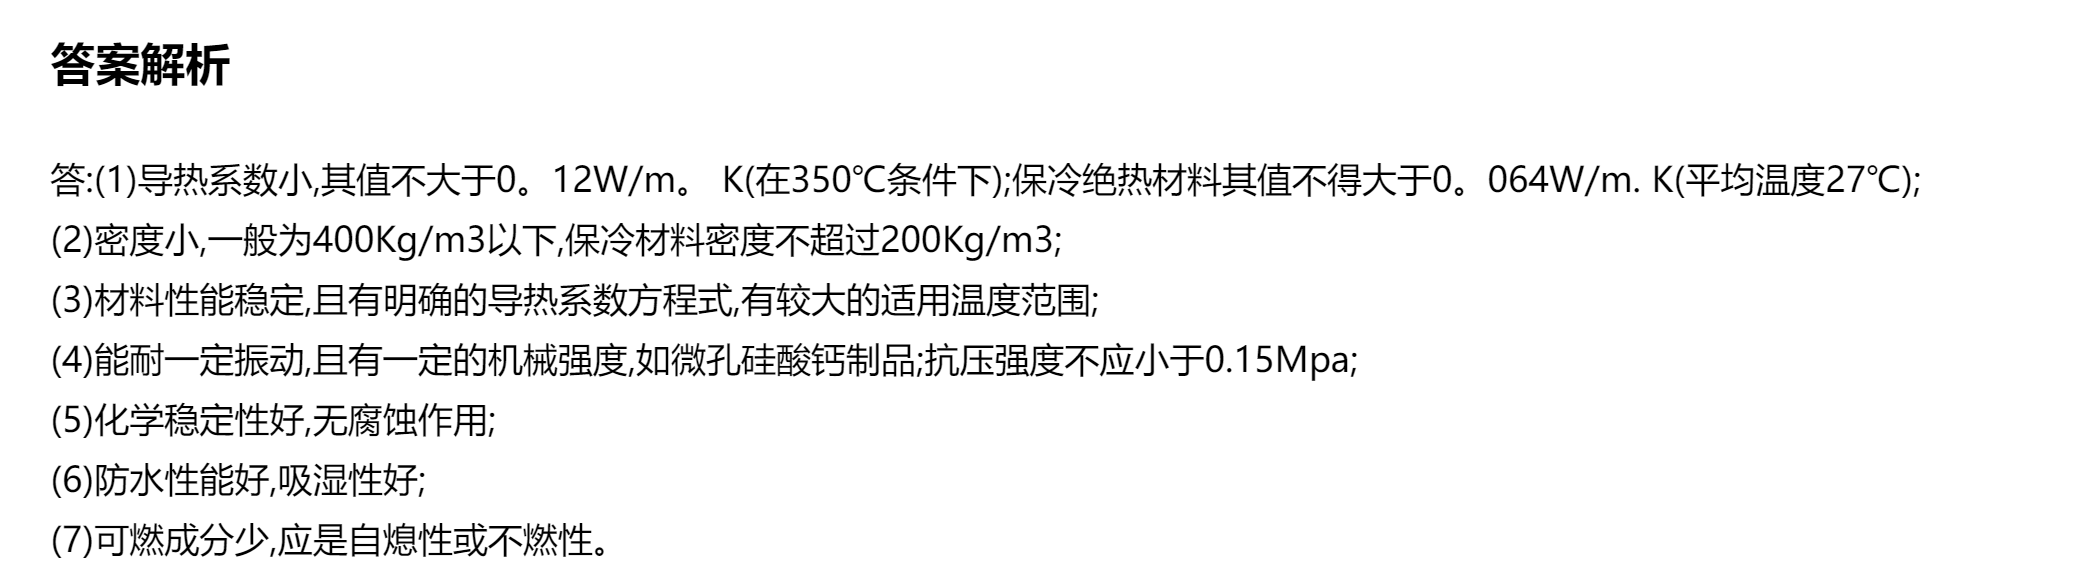 答案解析
答:(1)导热系数小,其值不大于0。12W/m。 K(在350℃条件下);保冷绝热材料其值不得大于0。064W/m. K(平均温度27℃);
(2)密度小,一般为400Kg/m3以下,保冷材料密度不超过200Kg/m3;
(3)材料性能稳定,且有明确的导热系数方程式,有较大的适用温度范围;
(4)能耐一定振动,且有一定的机械强度,如微孔硅酸钙制品;抗压强度不应小于0.15Mpa;
(5)化学稳定性好,无腐蚀作用;
(6)防水性能好,吸湿性好;
(7)可燃成分少,应是自熄性或不燃性。